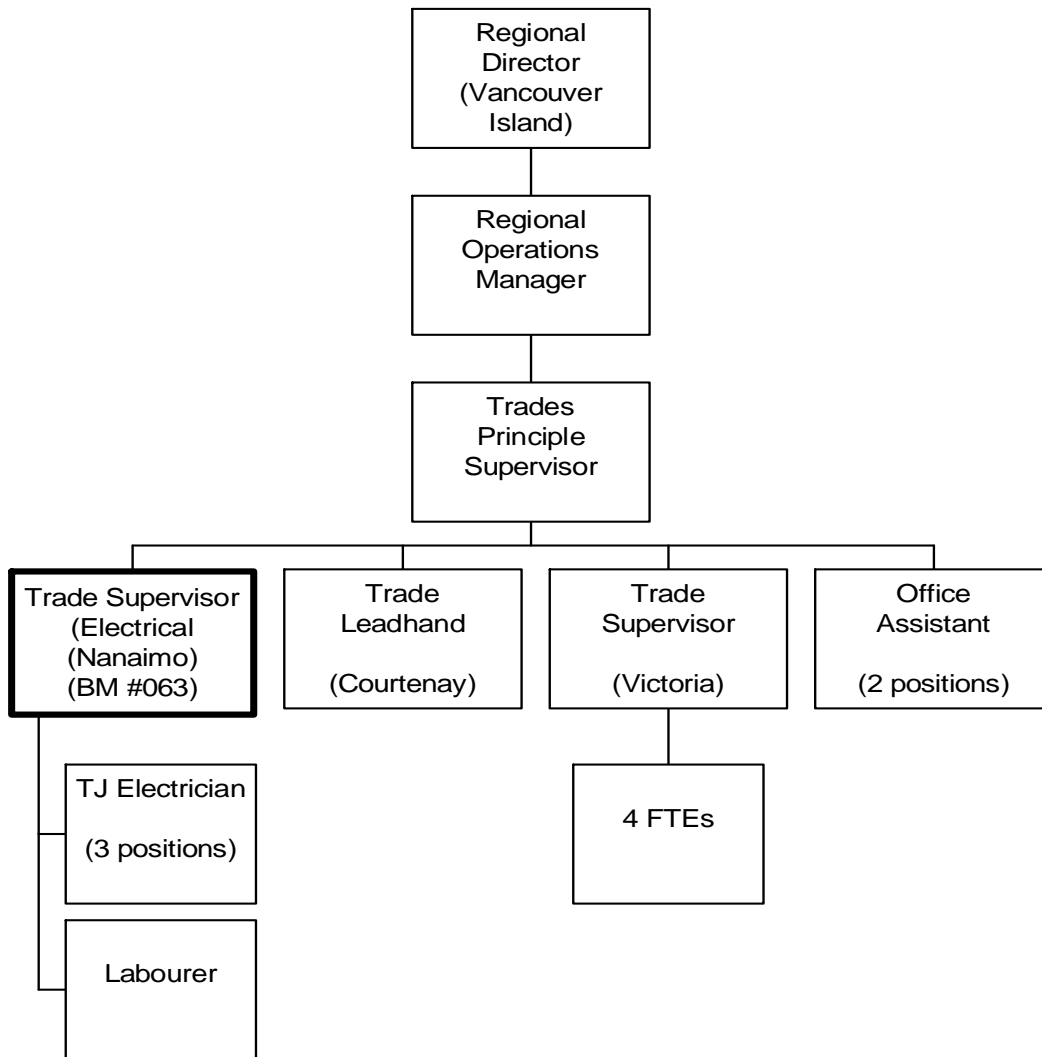 Regional
Director
(Vancouver
Island)
Regional
Operations
Manager
Trades
Principle
Supervisor
Trade Supervisor
(Electrical
(Nanaimo)
(BM #063)
Trade
Leadhand
(Courtenay)
Trade
Supervisor
(Victoria)
Office
Assistant
(2 positions)
TJ Electrician
(3 positions)
4 FTEs
Labourer